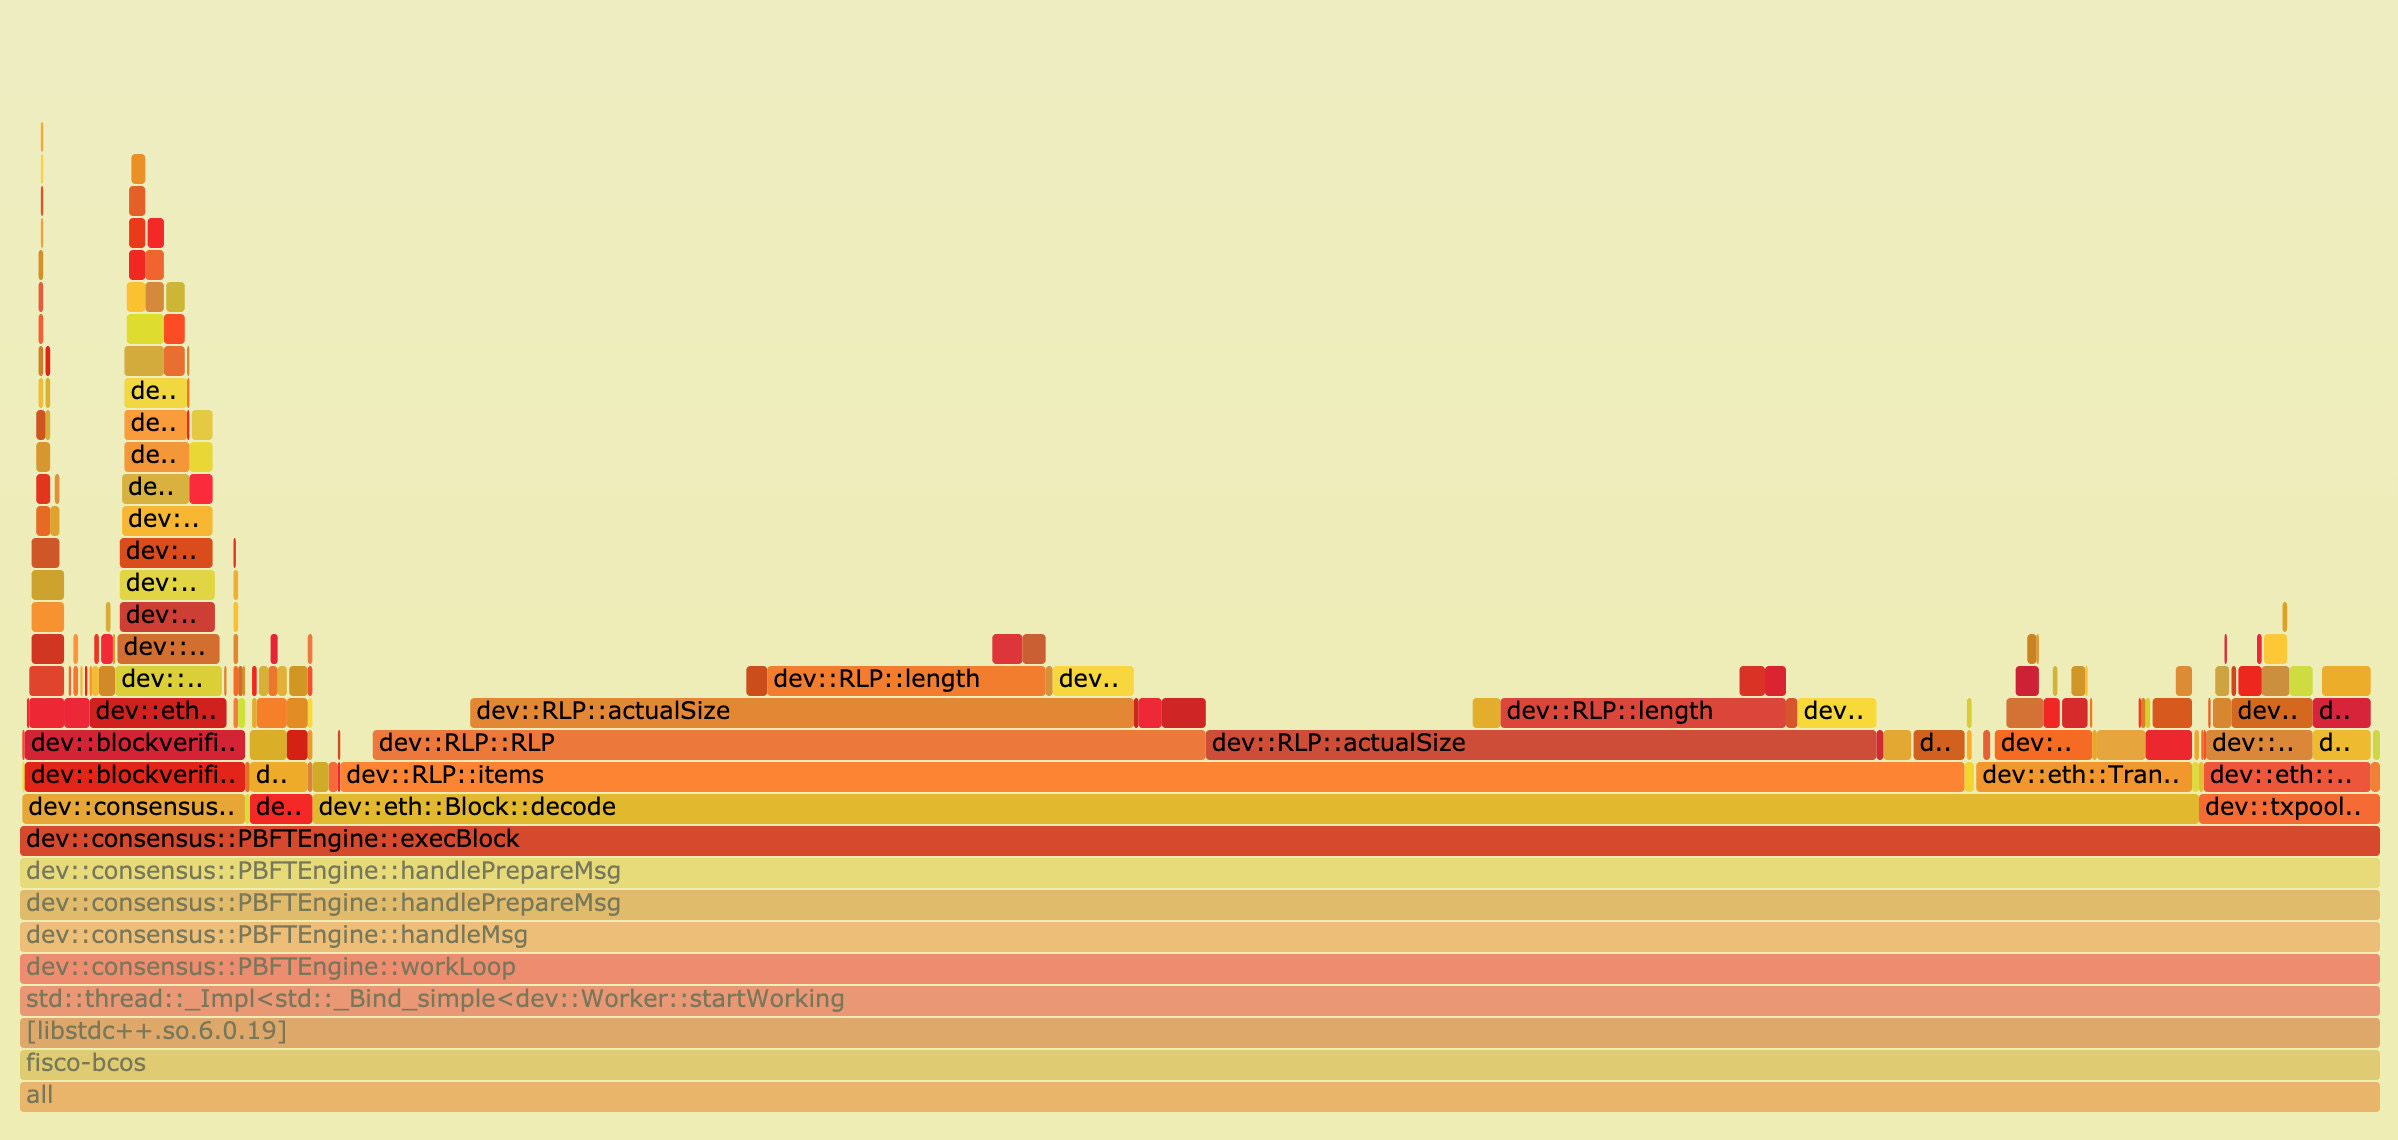 de..
de..
de..
de..
dev:..
dev:..
dev:..
dev:..
dev::..
dev::.. dev::RLP::length dev..
dev::eth.. dev::RLP::actualSize dev::RLP::length dev.. dev.. d..
dev::blockverifi.. dev::RLP::RLP dev::RLP::actualSize d.. dev:.. dev::.. d..
dev::blockverifi.. d.. dev::RLP::items dev::eth::Tran.. dev::eth::..
dev::consensus.. de.. dev::eth::Block::decode dev::txpool..
dev::consensus::PBFTEngine::execBlock
dev::consensus::PBFTEngine::handlePrepareMsg
dev::consensus::PBFTEngine::handlePrepareMsg
dev::consensus::PBFTEngine::handleMsg
dev::consensus::PBFTEngine::workLoop
std::thread::_Impl<std::_Bind_simple<dev::Worker::startWorking
[libstdc++.so.6.0.19]
fisco-bcos
all